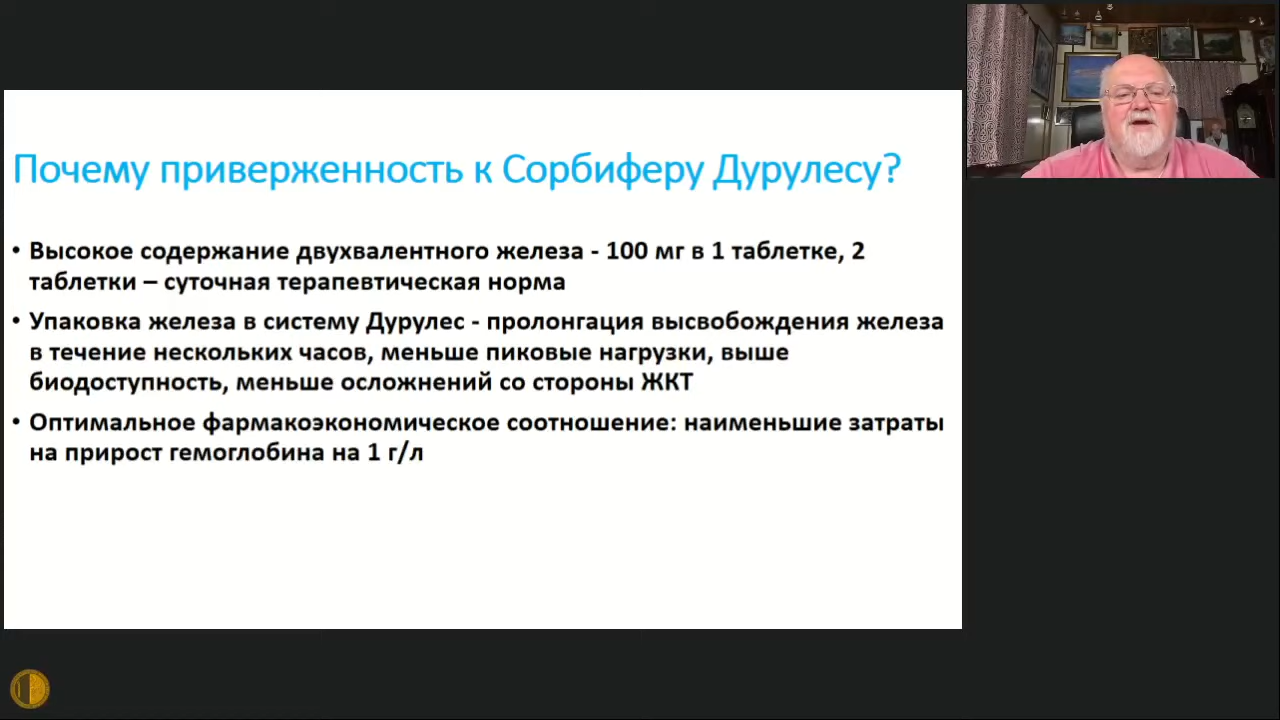 Почему приверженность к Сорбиферу Дурулесу?
• Высокое содержание двухвалентного железа - 100 мг в 1 таблетке, 2
таблетки – суточная терапевтическая норма
• Упаковка железа в систему Дурулес - пролонгация высвобождения железа
в течение нескольких часов, меньше пиковые нагрузки, выше
биодоступность, меньше осложнений со стороны ЖКТ
• Оптимальное фармакоэкономическое соотношение: наименьшие затраты
на прирост гемоглобина на 1 г/л